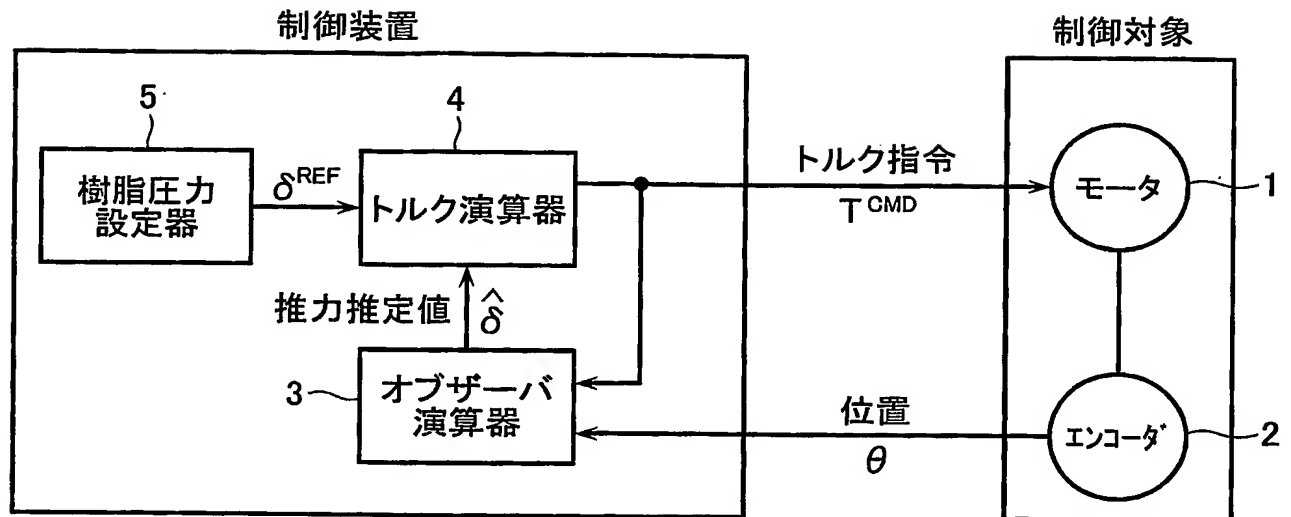 制御装置
制御対象
5
4
樹脂圧力
設定器
δREF
トルク演算器
トルク指令
TCMD
モータ
1
推力推定値
δ̂
3
オブザーバ
演算器
位置
θ
エンコーダ
2